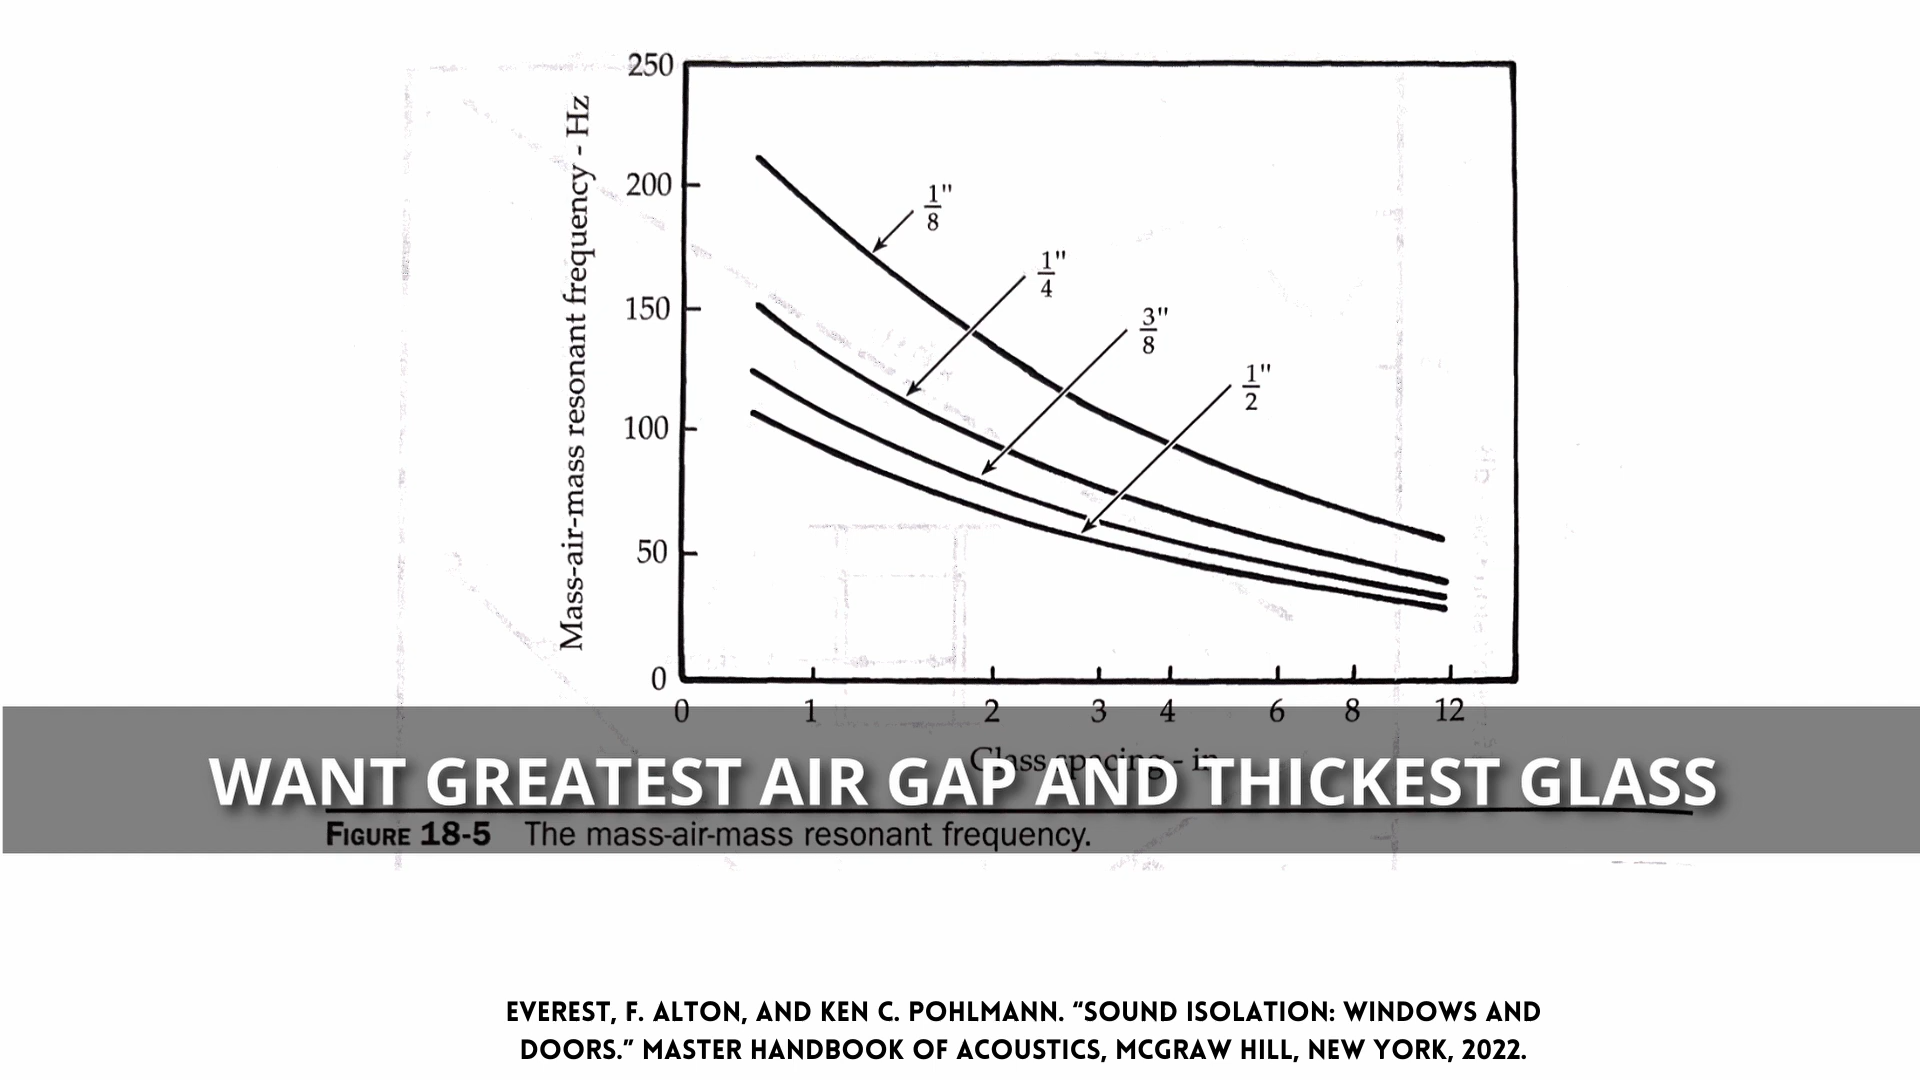 250
200
150
100
50
0
Mass-air-mass resonant frequency - Hz
1"
8
1"
4
3"
8
1"
2
0 1 2 3 4 6 8 12
Glass spacing - in
WANT GREATEST AIR GAP AND THICKEST GLASS
FIGURE 18-5 The mass-air-mass resonant frequency.
EVEREST, F. ALTON, AND KEN C. POHLMANN. “SOUND ISOLATION: WINDOWS AND
DOORS.” MASTER HANDBOOK OF ACOUSTICS, MCGRAW HILL, NEW YORK, 2022.